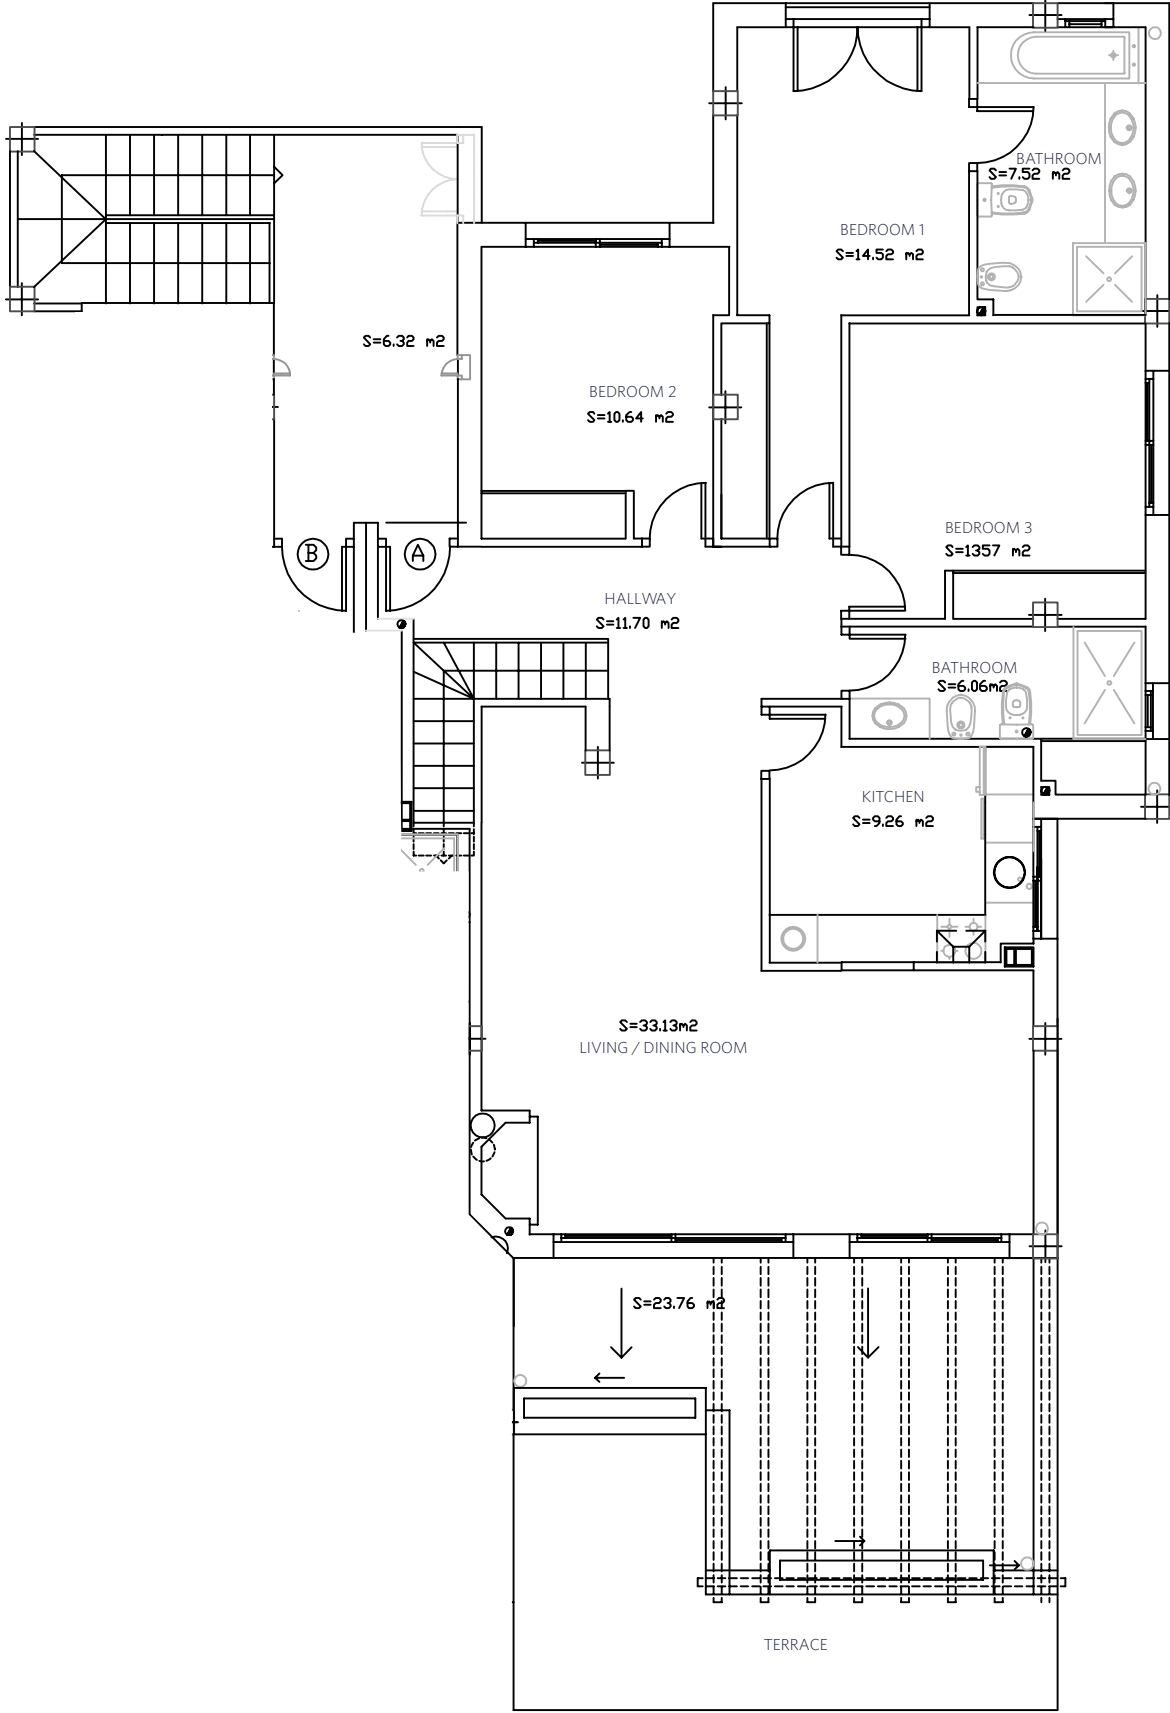 BATHROOM
S=7.52 m2
BEDROOM 1
S=14.52 m2
S=6.32 m2
BEDROOM 2
S=10.64 m2
BEDROOM 3
S=1357 m2
B
A
HALLWAY
S=11.70 m2
BATHROOM
S=6.06m2
KITCHEN
S=9.26 m2
S=33.13m2
LIVING / DINING ROOM
S=23.76 m2
TERRACE